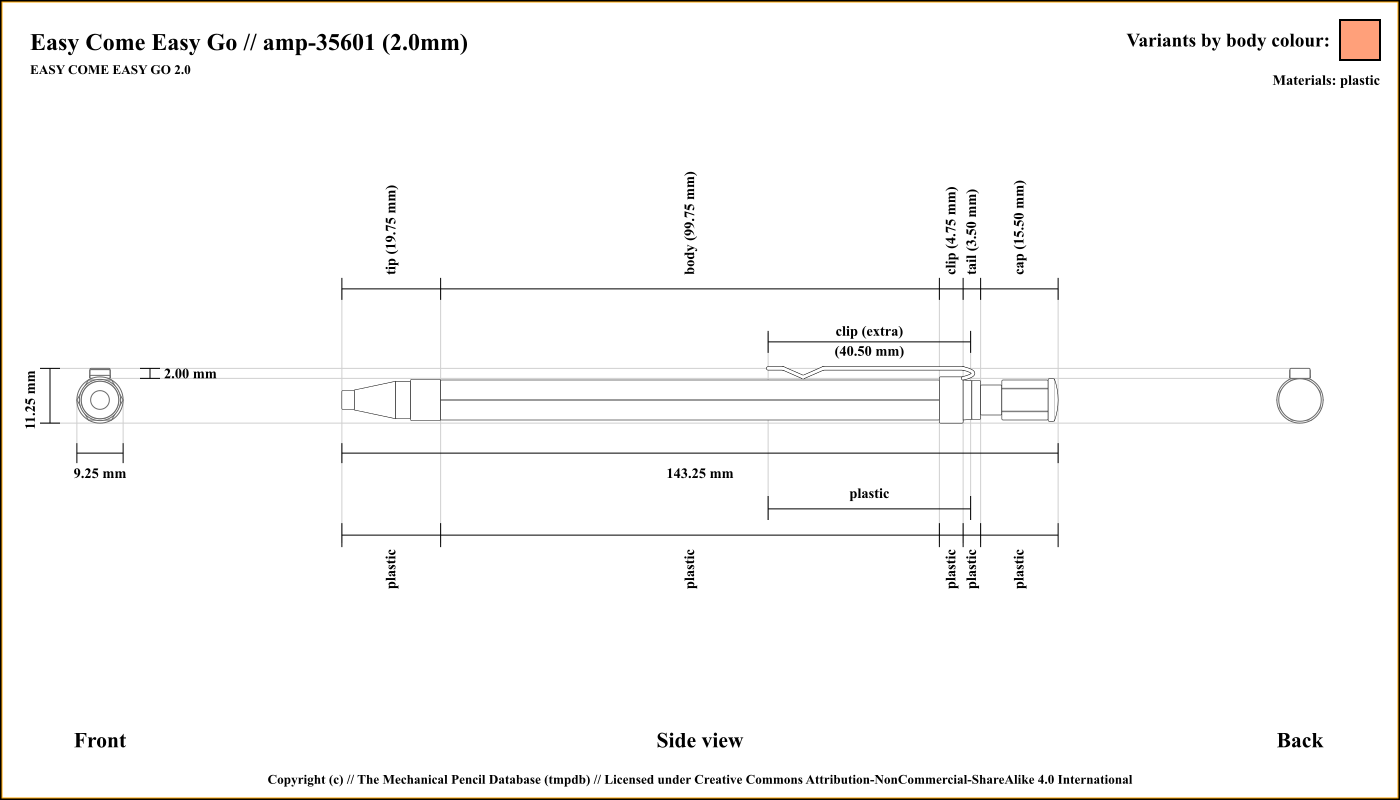 Easy Come Easy Go // amp-35601 (2.0mm)
EASY COME EASY GO 2.0
Variants by body colour:
Materials: plastic
tip (19.75 mm)
body (99.75 mm)
clip (4.75 mm)
tail (3.50 mm)
cap (15.50 mm)
clip (extra)
(40.50 mm)
2.00 mm
11.25 mm
9.25 mm
143.25 mm
plastic
plastic
plastic
plastic
plastic
plastic
Front
Side view
Back
Copyright (c) // The Mechanical Pencil Database (tmpdb) // Licensed under Creative Commons Attribution-NonCommercial-ShareAlike 4.0 International